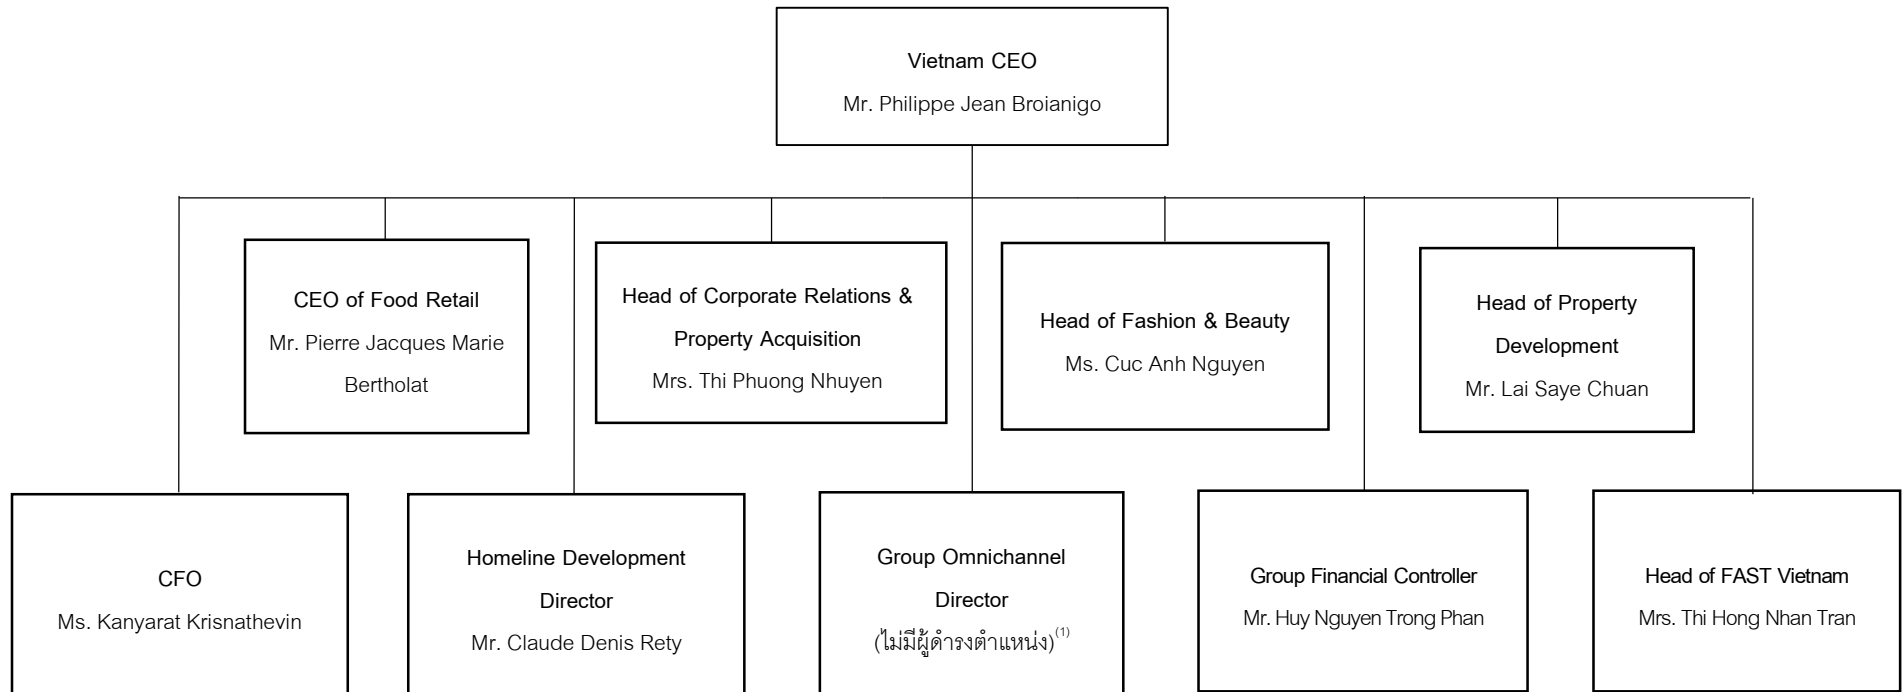 Vietnam CEO
Mr. Philippe Jean Broianigo
CEO of Food Retail
Mr. Pierre Jacques Marie
Bertholat
Head of Corporate Relations &
Property Acquisition
Mrs. Thi Phuong Nhuyen
Head of Fashion & Beauty
Ms. Cuc Anh Nguyen
Head of Property
Development
Mr. Lai Saye Chuan
CFO
Ms. Kanyarat Krisnathevin
Homeline Development
Director
Mr. Claude Denis Rety
Group Omnichannel
Director
(ไม่มีผู้ดำรงตำแหน่ง)⁽¹⁾
Group Financial Controller
Mr. Huy Nguyen Trong Phan
Head of FAST Vietnam
Mrs. Thi Hong Nhan Tran